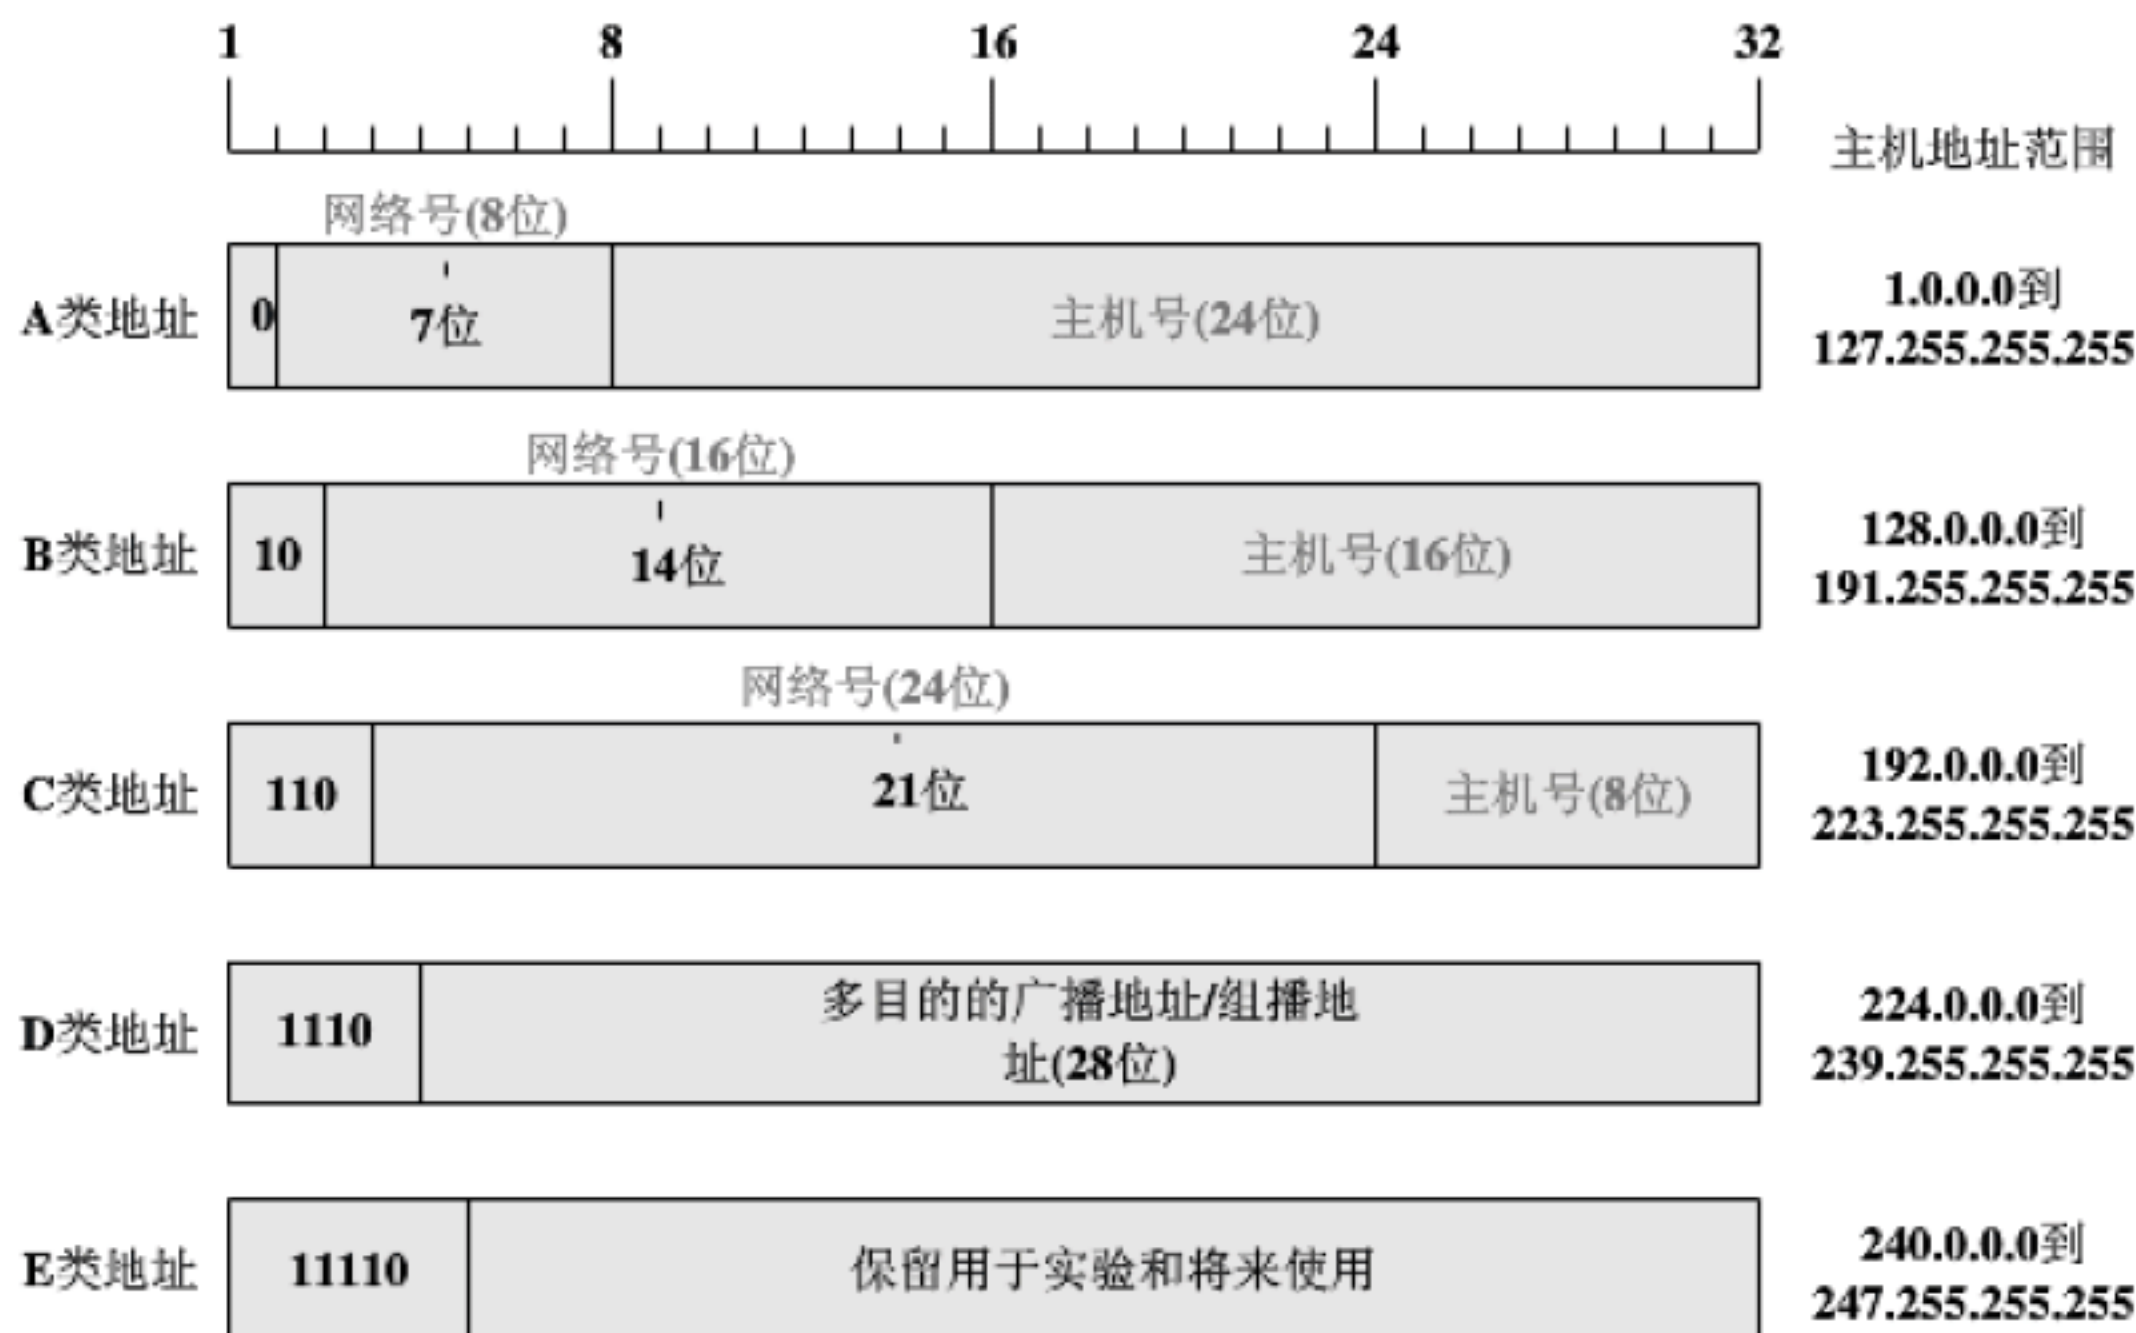 1 8 16 24 32
主机地址范围
网络号(8位)
A类地址 0 7位 主机号(24位) 1.0.0.0到
127.255.255.255
网络号(16位)
B类地址 10 14位 主机号(16位) 128.0.0.0到
191.255.255.255
网络号(24位)
C类地址 110 21位 主机号(8位) 192.0.0.0到
223.255.255.255
D类地址 1110 多目的的广播地址/组播地
址(28位)
224.0.0.0到
239.255.255.255
E类地址 11110 保留用于实验和将来使用 240.0.0.0到
247.255.255.255